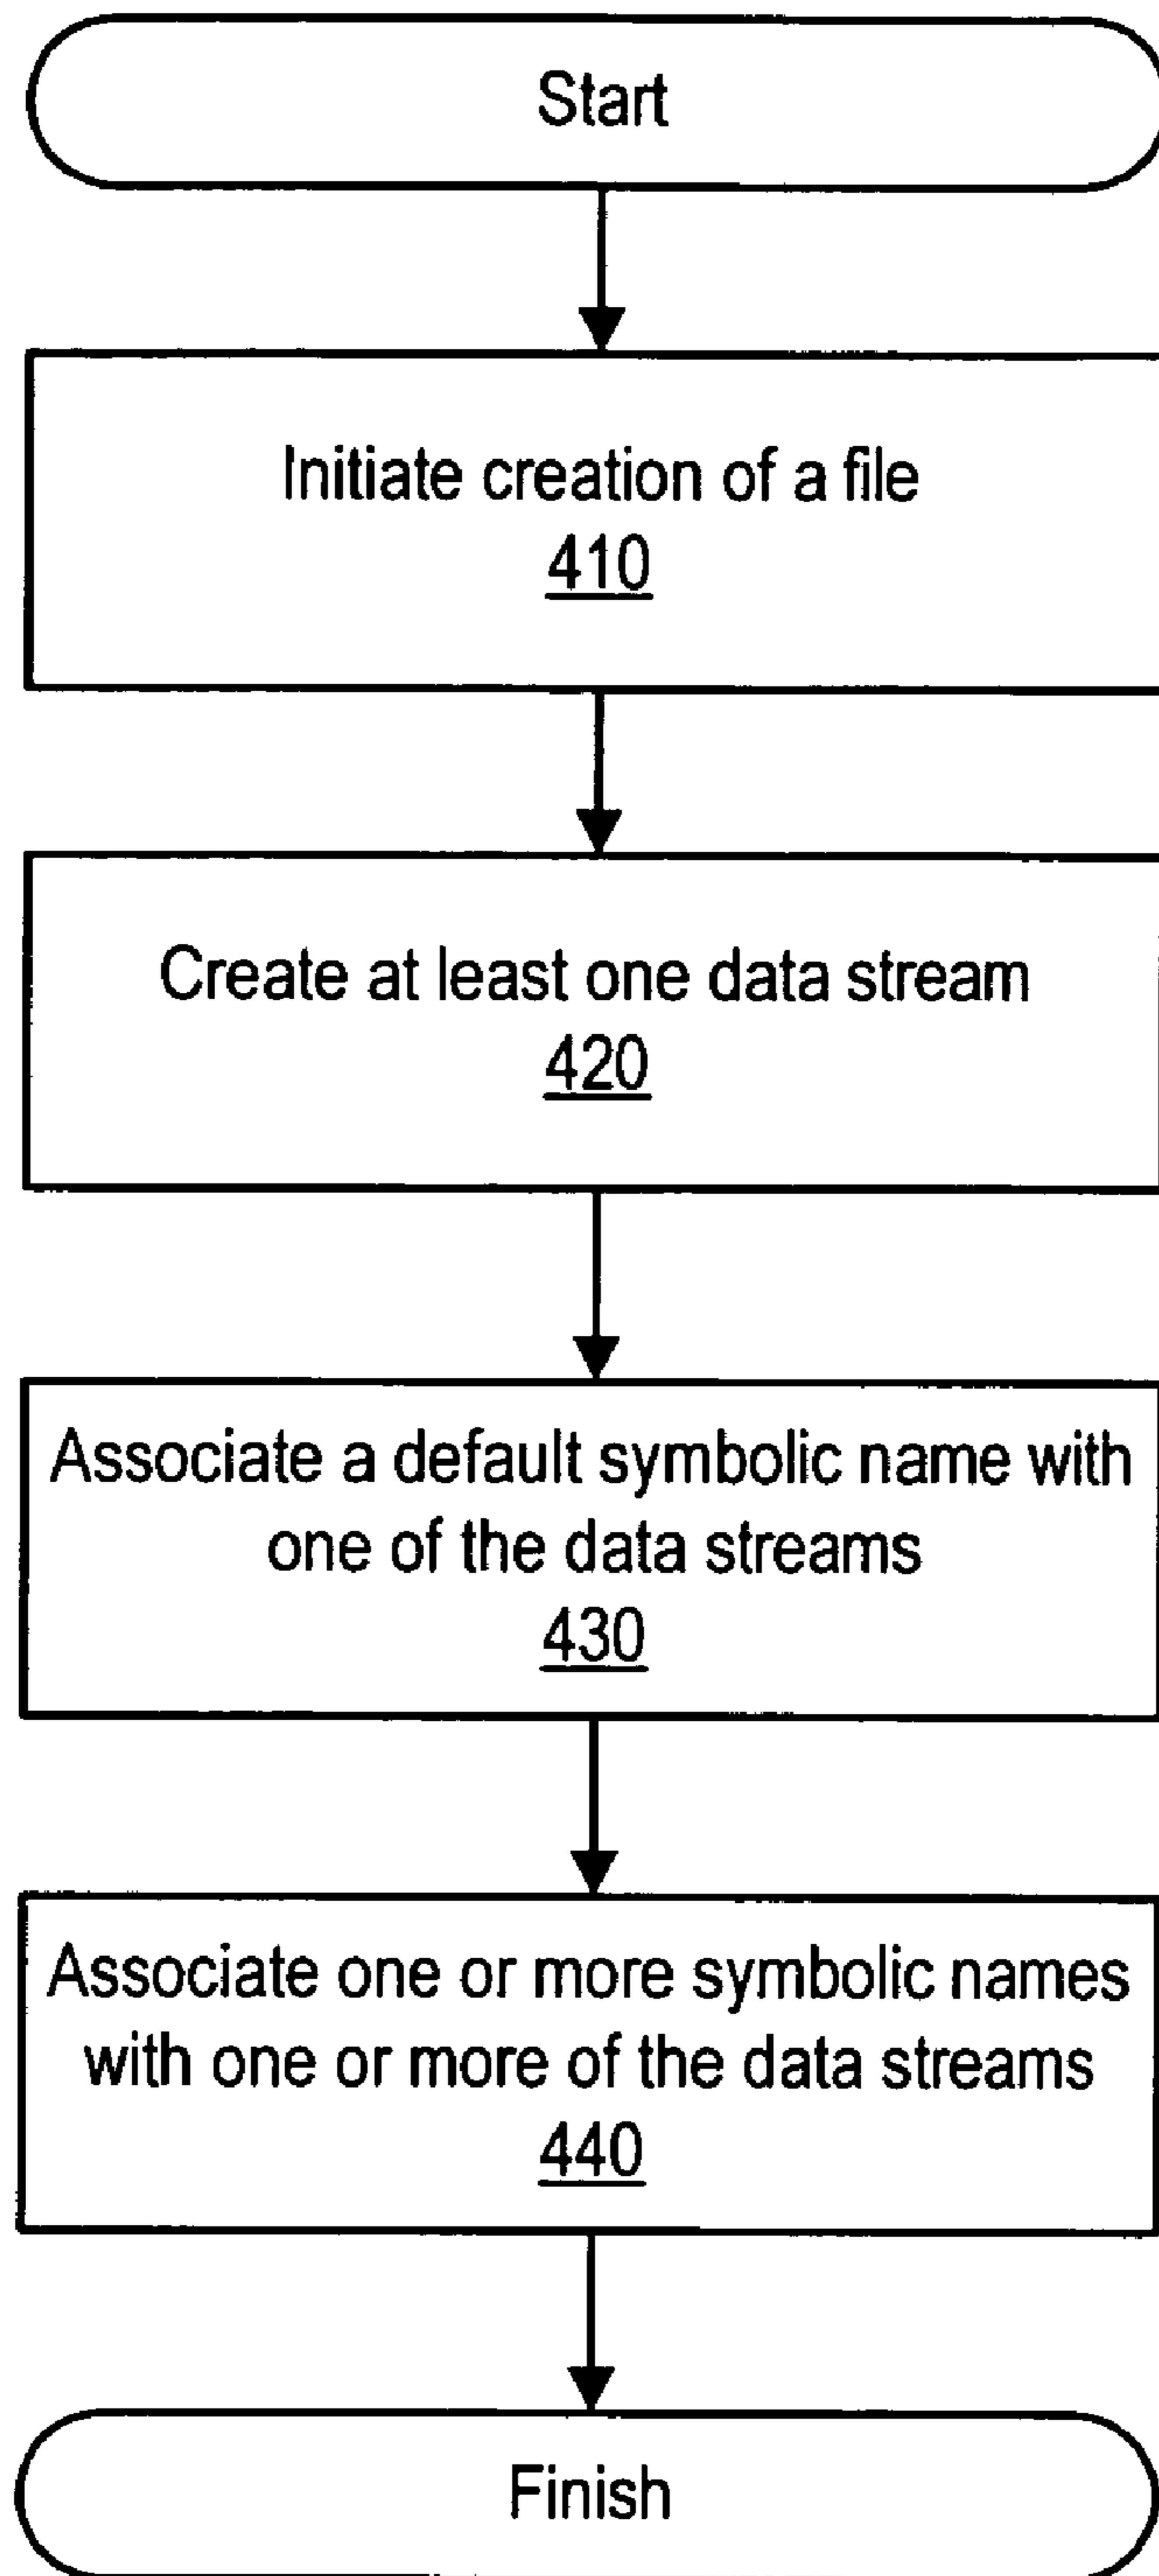 Start
Initiate creation of a file
410
Create at least one data stream
420
Associate a default symbolic name with
one of the data streams
430
Associate one or more symbolic names
with one or more of the data streams
440
Finish